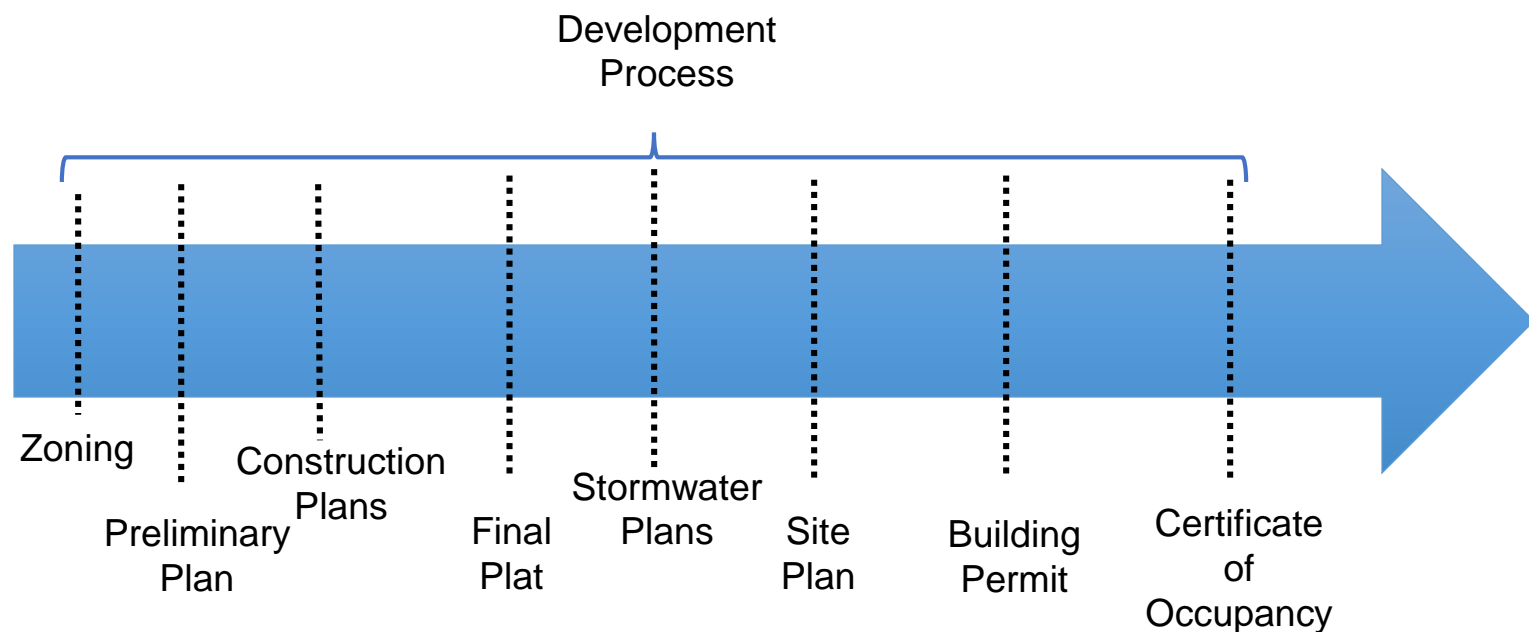 Development
Process
Zoning
Preliminary
Plan
Construction
Plans
Final
Plat
Stormwater
Plans
Site
Plan
Building
Permit
Certificate
of
Occupancy